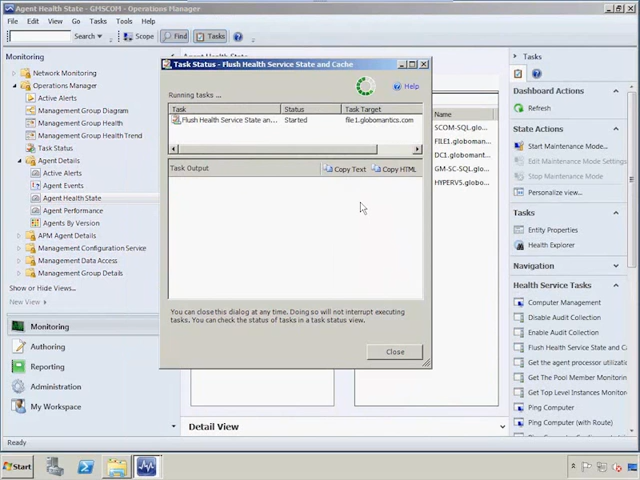 Agent Health State - GMSCOM - Operations Manager
File Edit View Go Tasks Tools Help
Search Scope Find Tasks
Monitoring
Network Monitoring
Operations Manager
Active Alerts
Management Group Diagram
Management Group Health
Management Group Health Trend
Task Status
Agent Details
Active Alerts
Agent Events
Agent Health State
Agent Performance
Agents By Version
APM Agent Details
Management Configuration Service
Management Data Access
Management Group Details
Show or Hide Views...
New View
Monitoring
Authoring
Reporting
Administration
My Workspace
Task Status - Flush Health Service State and Cache
Running tasks ...
Help
Task Status Task Target
Flush Health Service State an... Started file1.globomantics.com
Task Output Copy Text Copy HTML
You can close this dialog at any time. Doing so will not interrupt executing
tasks. You can check the status of tasks in a task status view.
Close
Name
SCOM-SQL.glo...
FILE1.globoma...
DC1.globomant...
GM-SC-SQL.glo...
HYPERV5.globo...
Detail View
Tasks
Dashboard Actions
Refresh
State Actions
Start Maintenance Mode...
Edit Maintenance Mode Settings...
Stop Maintenance Mode
Personalize view...
Tasks
Entity Properties
Health Explorer
Navigation
Health Service Tasks
Computer Management
Disable Audit Collection
Enable Audit Collection
Flush Health Service State and Cache
Get the agent processor utilizatio
Get The Pool Member Monitoring
Get Top Level Instances Monitored
Ping Computer
Ping Computer (with Route)
Ready
Start